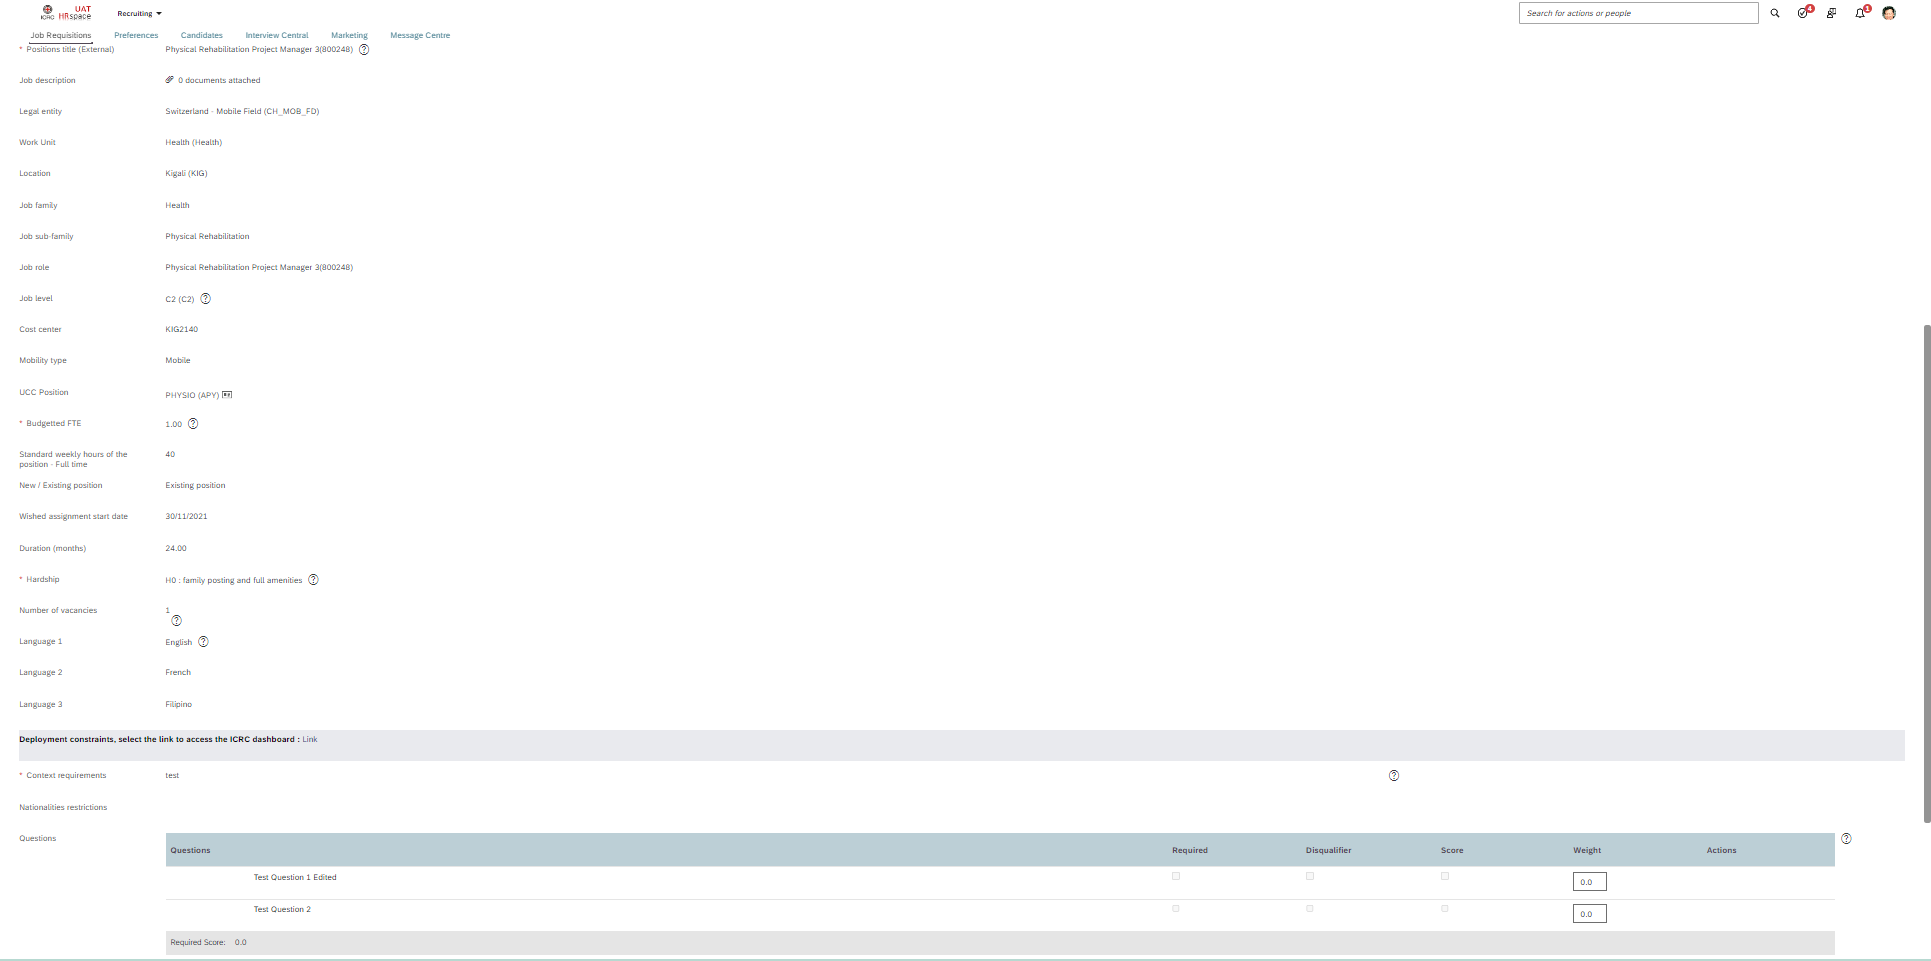 ICRC UAT HRspace Recruiting Search for actions or people 4 1
Job Requisitions Preferences Candidates Interview Central Marketing Message Centre
* Positions title (External) Physical Rehabilitation Project Manager 3(800248) ?
Job description 0 documents attached
Legal entity Switzerland - Mobile Field (CH_MOB_FD)
Work Unit Health (Health)
Location Kigali (KIG)
Job family Health
Job sub-family Physical Rehabilitation
Job role Physical Rehabilitation Project Manager 3(800248)
Job level C2 (C2) ?
Cost center KIG2140
Mobility type Mobile
UCC Position PHYSIO (APY)
* Budgetted FTE 1.00 ?
Standard weekly hours of the 40
position - Full time
New / Existing position Existing position
Wished assignment start date 30/11/2021
Duration (months) 24.00
* Hardship H0 : family posting and full amenities ?
Number of vacancies 1
?
Language 1 English ?
Language 2 French
Language 3 Filipino
Deployment constraints, select the link to access the ICRC dashboard : Link
* Context requirements test ?
Nationalities restrictions
Questions ?
Questions Required Disqualifier Score Weight Actions
Test Question 1 Edited 0.0
Test Question 2 0.0
Required Score: 0.0